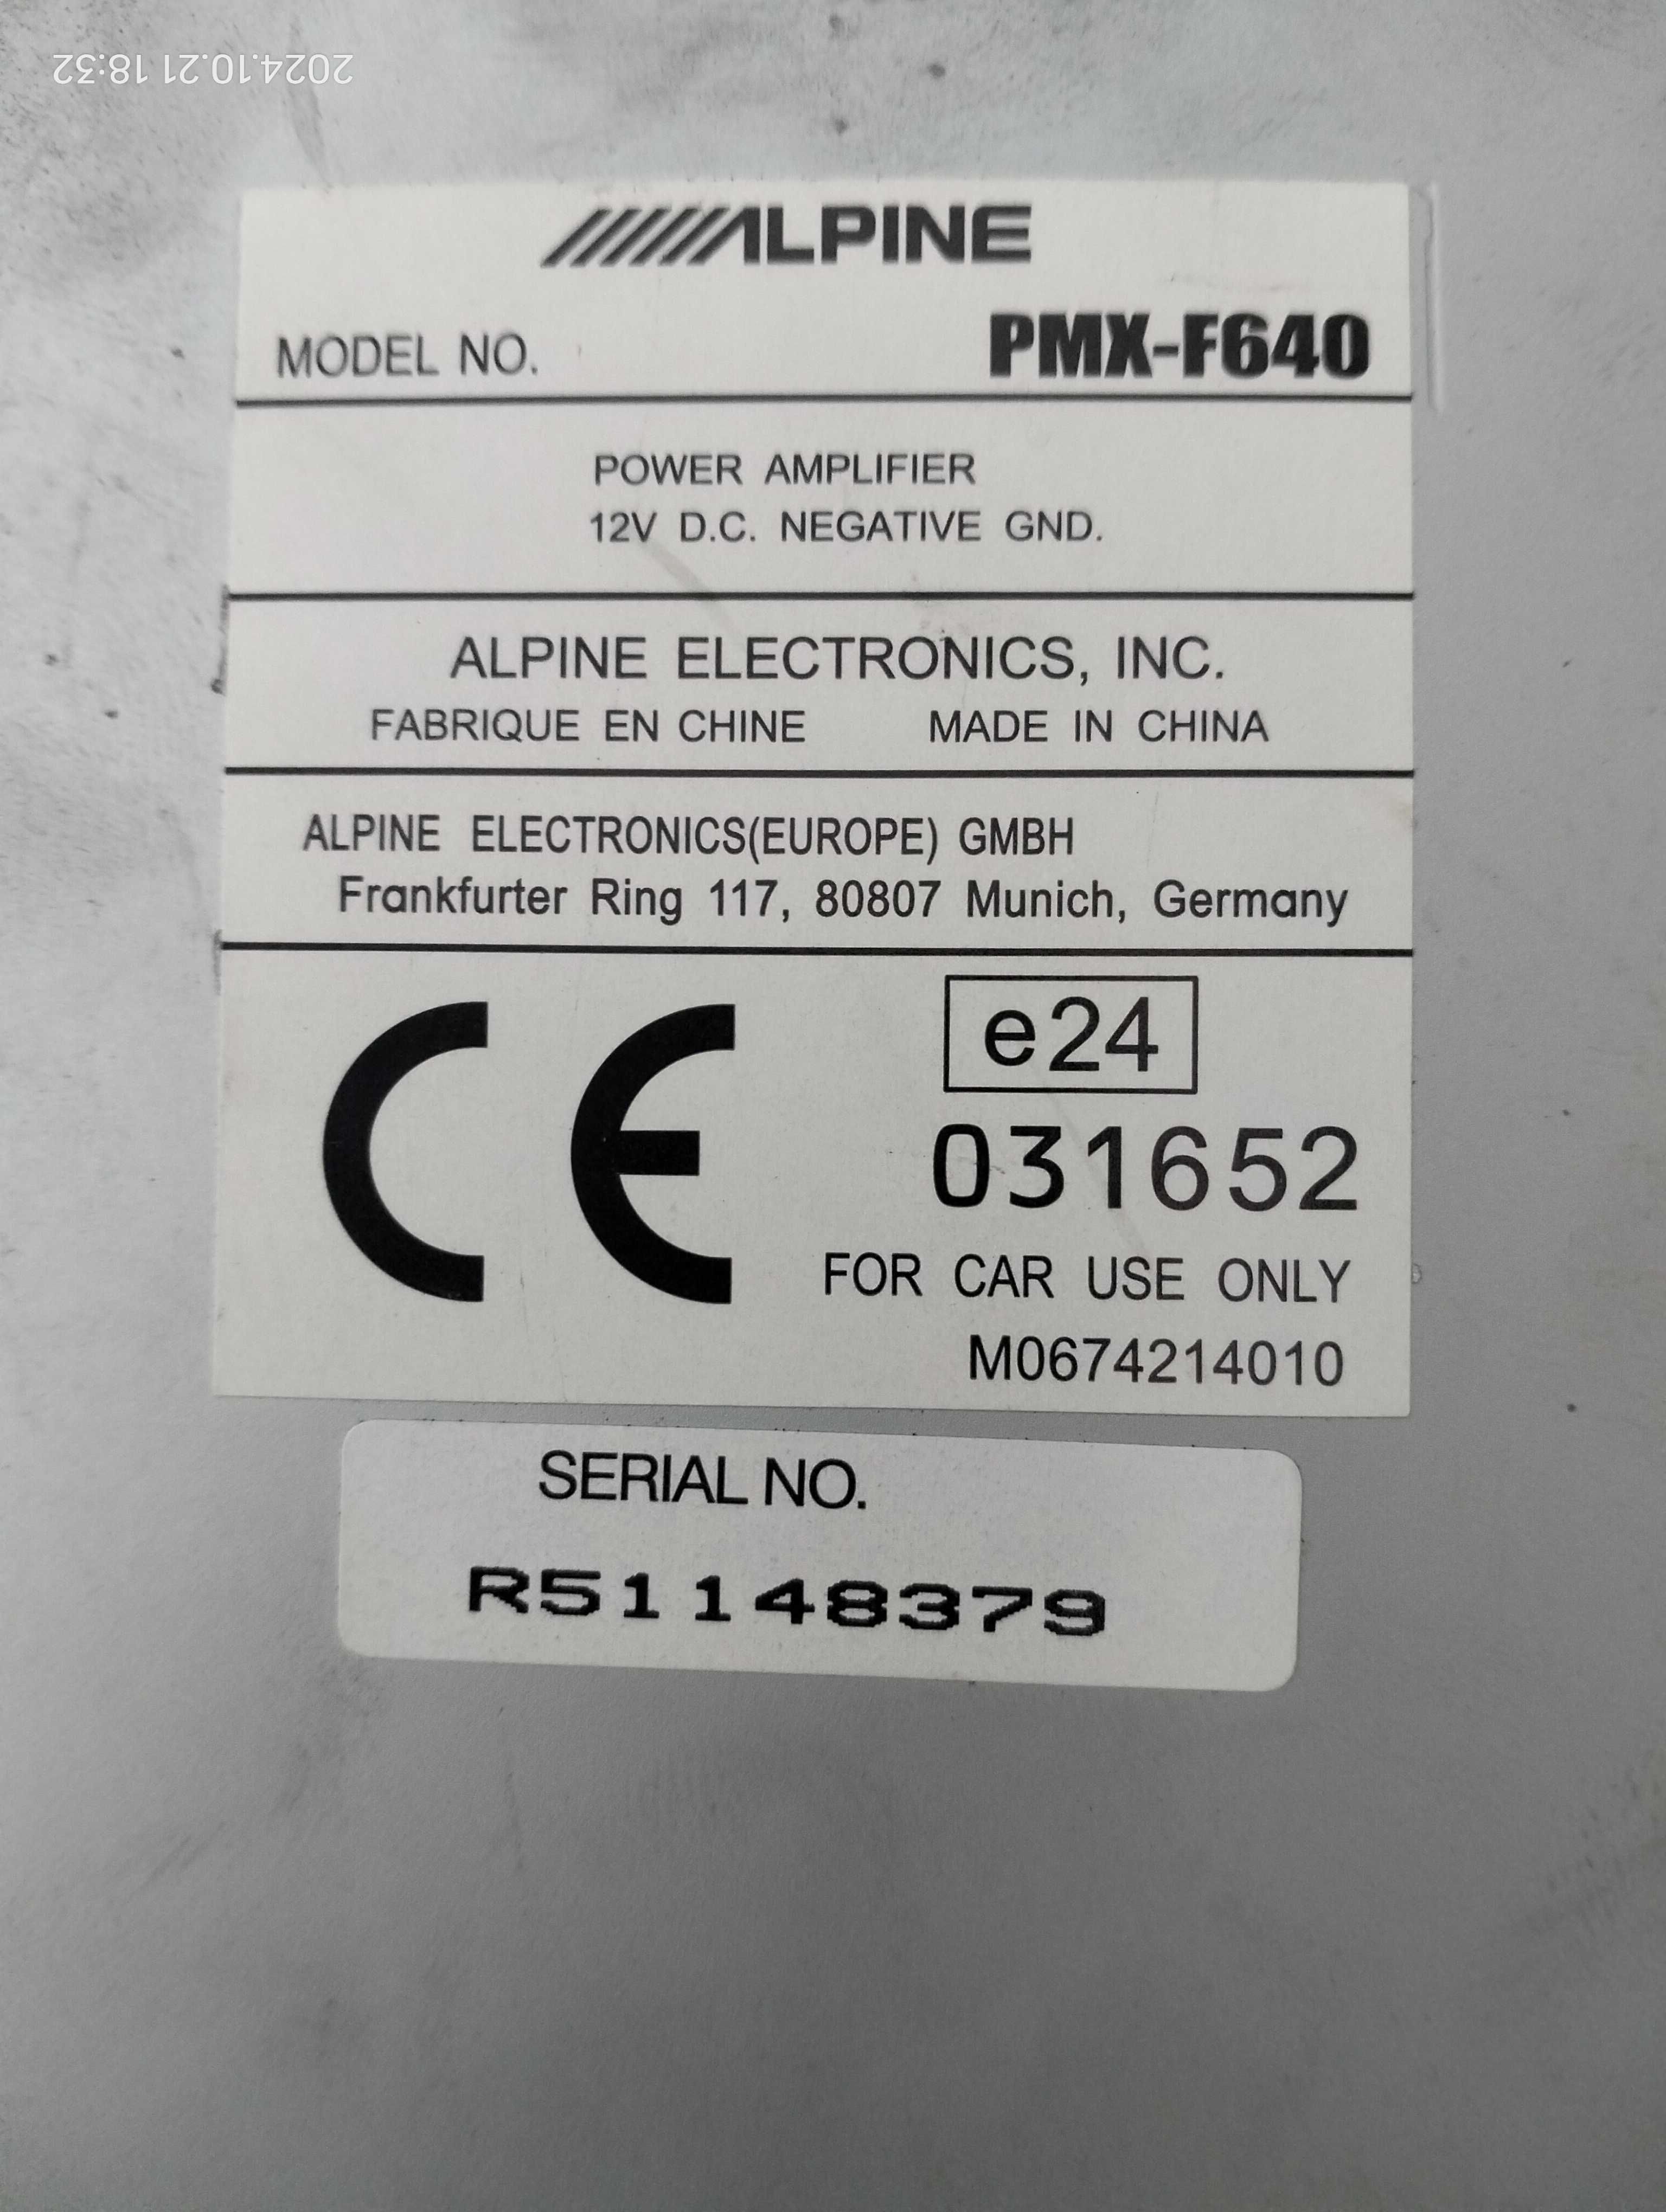 2024.10.21 18:32
ALPINE
MODEL NO. PMX-F640
POWER AMPLIFIER
12V D.C. NEGATIVE GND.
ALPINE ELECTRONICS, INC.
FABRIQUE EN CHINE MADE IN CHINA
ALPINE ELECTRONICS(EUROPE) GMBH
Frankfurter Ring 117, 80807 Munich, Germany
CE
e24
031652
FOR CAR USE ONLY
M0674214010
SERIAL NO.
R51148379